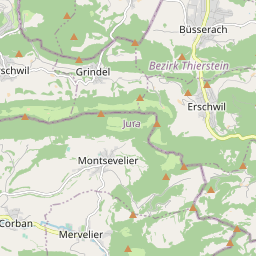 Büsserach
Bezirk Thierstein
rschwil
Grindel
Erschwil
Jura
Montsevelier
Corban
Mervelier